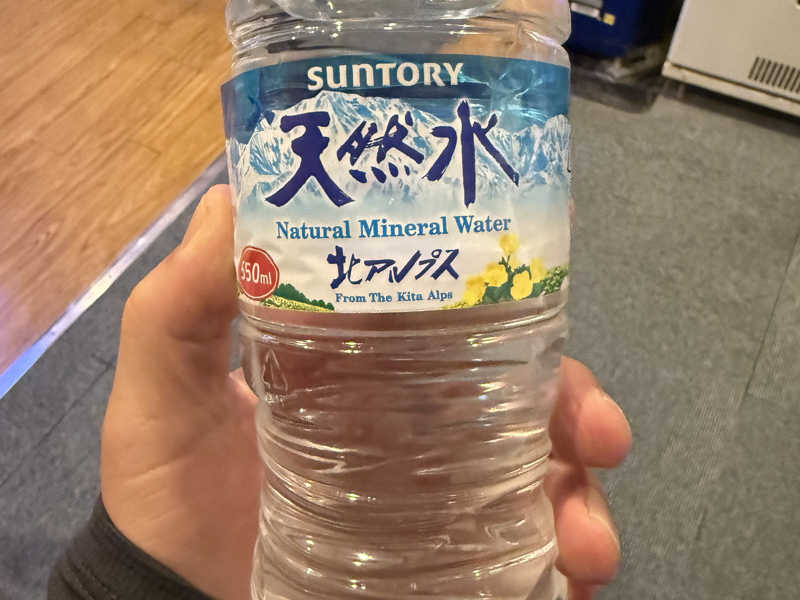 SUNTORY
天然水
Natural Mineral Water
北アルプス
550ml
From The Kita Alps